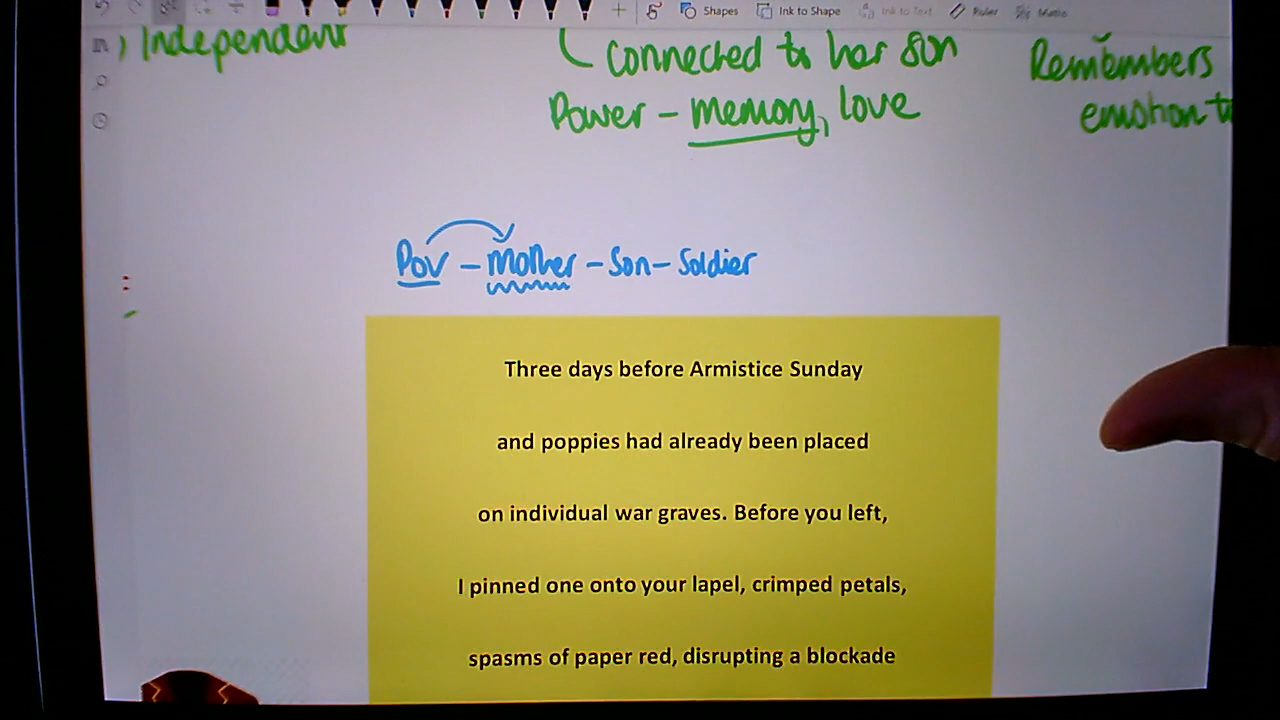 Shapes
Ink to Shape
Ink to Text
Ruler
Maths
) Independent
Connected to her son
Power - memory, love
Remembers
emotion
Pov - mother - Son - Soldier
Three days before Armistice Sunday
and poppies had already been placed
on individual war graves. Before you left,
I pinned one onto your lapel, crimped petals,
spasms of paper red, disrupting a blockade